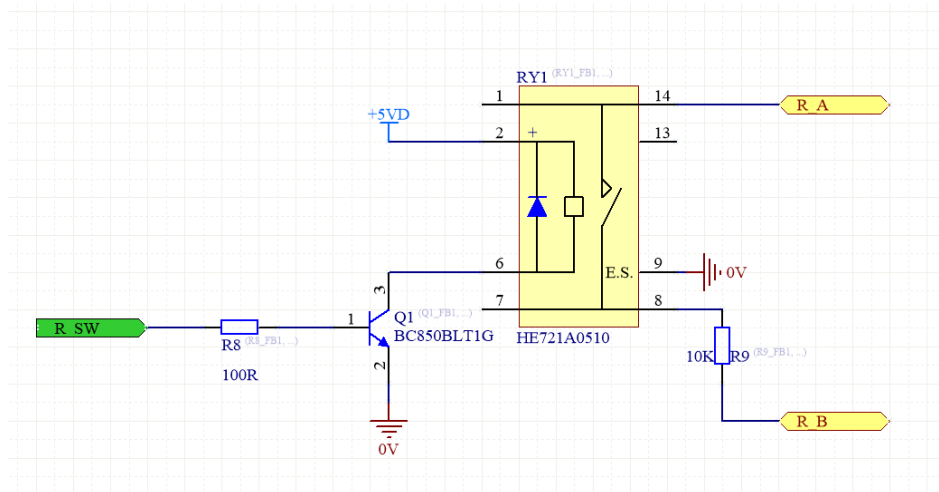 RY1 (RY1_FB1, ...)
1
14
R_A
+5VD
2
+
13
6
E.S.
9
0V
3
7
8
R_SW
1
Q1 (Q1_FB1, ...)
BC850BLT1G
HE721A0510
R8 (R8_FB1, ...)
100R
2
10K
R9 (R9_FB1, ...)
R_B
0V